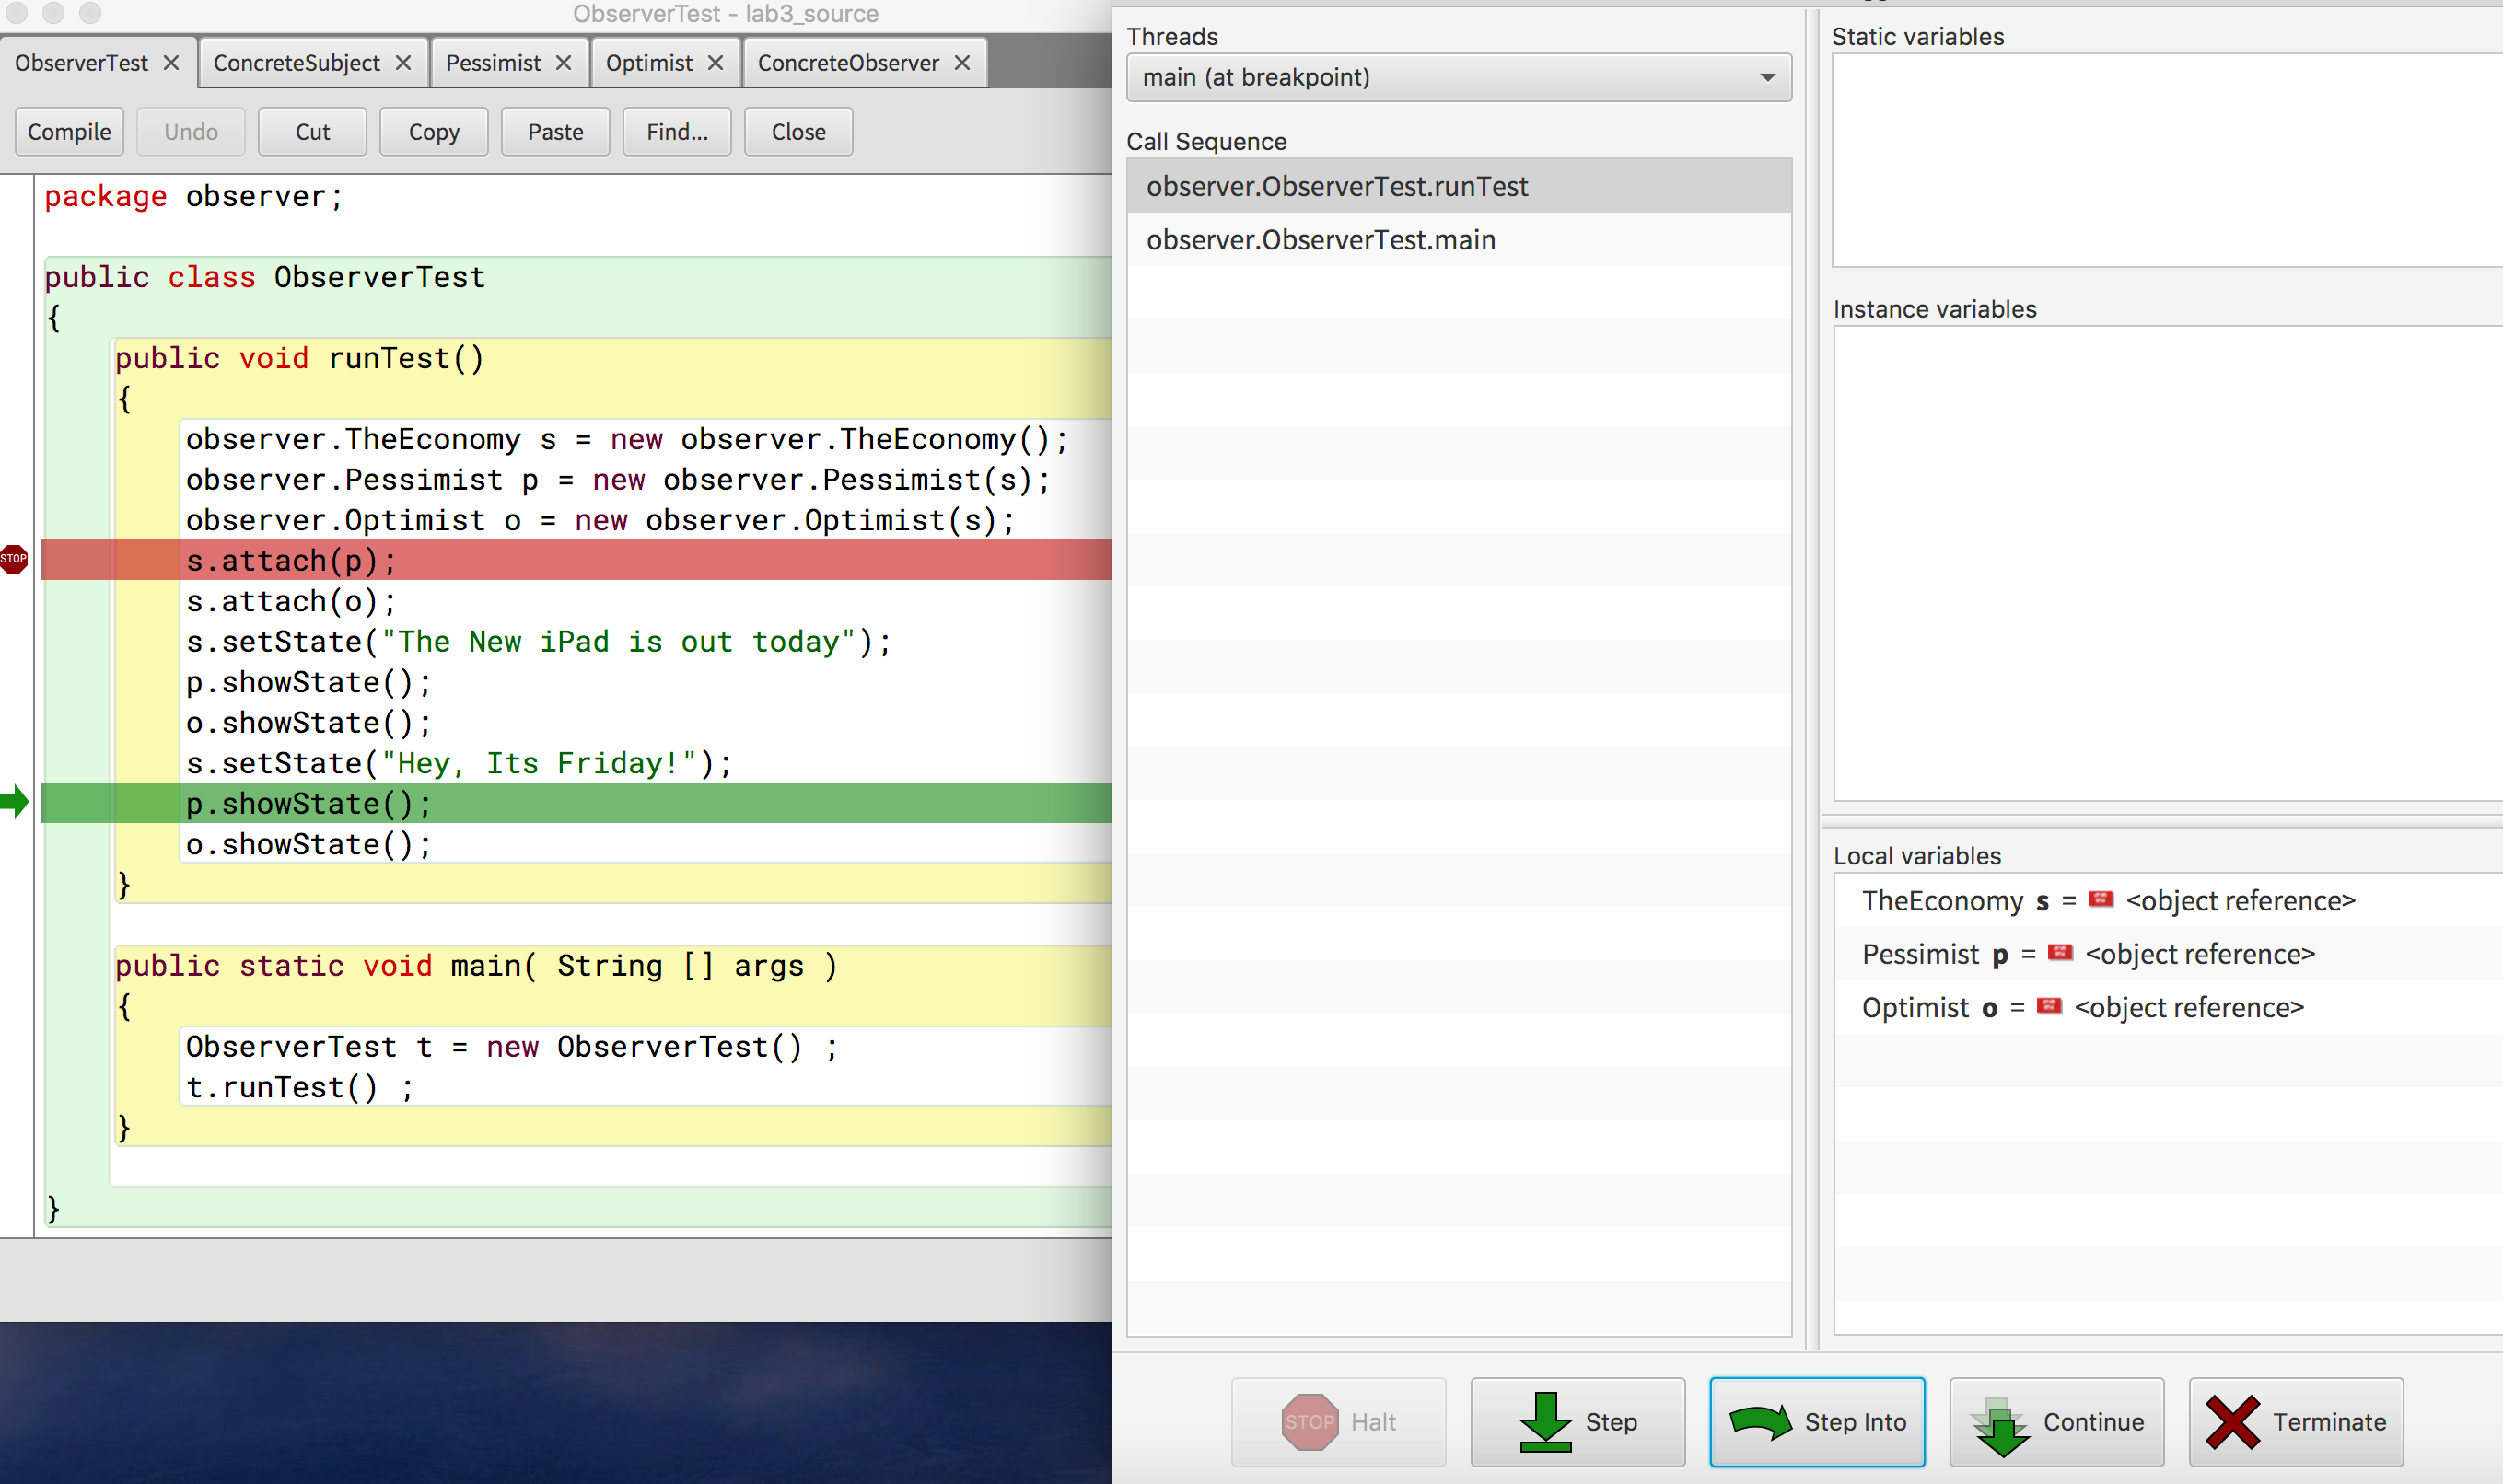 ObserverTest - lab3_source
ObserverTest
ConcreteSubject
Pessimist
Optimist
ConcreteObserver
Compile
Undo
Cut
Copy
Paste
Find...
Close
package observer;
public class ObserverTest
{
public void runTest()
{
observer.TheEconomy s = new observer.TheEconomy();
observer.Pessimist p = new observer.Pessimist(s);
observer.Optimist o = new observer.Optimist(s);
STOP
s.attach(p);
s.attach(o);
s.setState("The New iPad is out today");
p.showState();
o.showState();
s.setState("Hey, Its Friday!");
p.showState();
o.showState();
}
public static void main( String [] args )
{
ObserverTest t = new ObserverTest() ;
t.runTest() ;
}
}
Threads
main (at breakpoint)
Call Sequence
observer.ObserverTest.runTest
observer.ObserverTest.main
Static variables
Instance variables
Local variables
TheEconomy s = <object reference>
Pessimist p = <object reference>
Optimist o = <object reference>
STOP Halt
Step
Step Into
Continue
Terminate